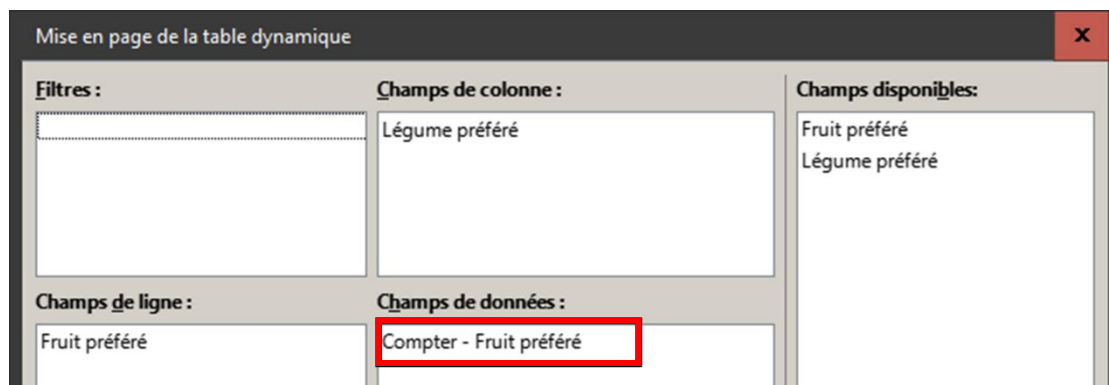 Mise en page de la table dynamique
x
Filtres :
Champs de colonne :
Champs disponibles:
Légume préféré
Fruit préféré
Légume préféré
Champs de ligne :
Champs de données :
Fruit préféré
Compter - Fruit préféré